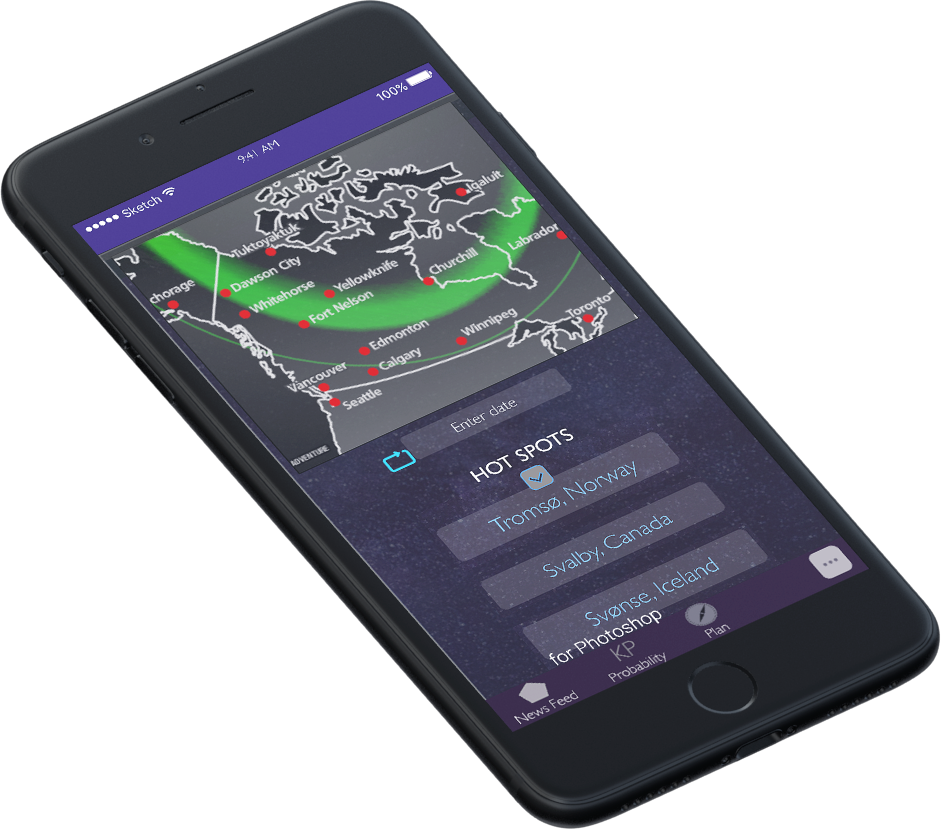 ●●●●● Sketch 9:41 AM 100%
Iqaluit
Tuktoyaktuk
Labrador
Churchill
Dawson City
Yellowknife
chorage
Whitehorse
Fort Nelson
Toronto
Winnipeg
Edmonton
Calgary
Vancouver
Seattle
ADVENTURE
Enter date
HOT SPOTS
Tromsø, Norway
Svalby, Canada
Svønse, Iceland
for Photoshop
News Feed
KP
Probability
Plan